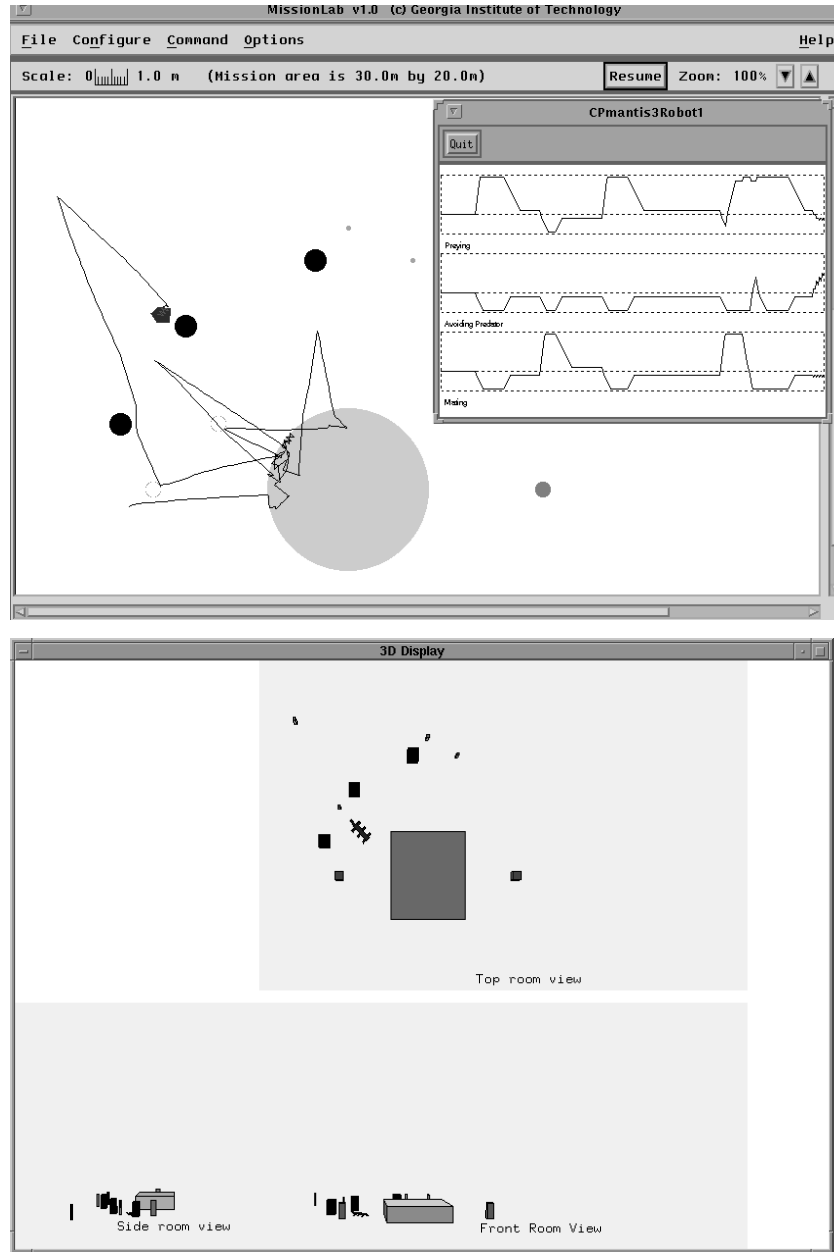 MissionLab v1.0 (c) Georgia Institute of Technology
File Configure Command Options Help
Scale: 0 1.0 m (Mission area is 30.0m by 20.0m) Resume Zoom: 100%
CPmantis3Robot1
Quit
Preying
Avoiding Predator
Mating
3D Display
Top room view
Side room view
Front Room View